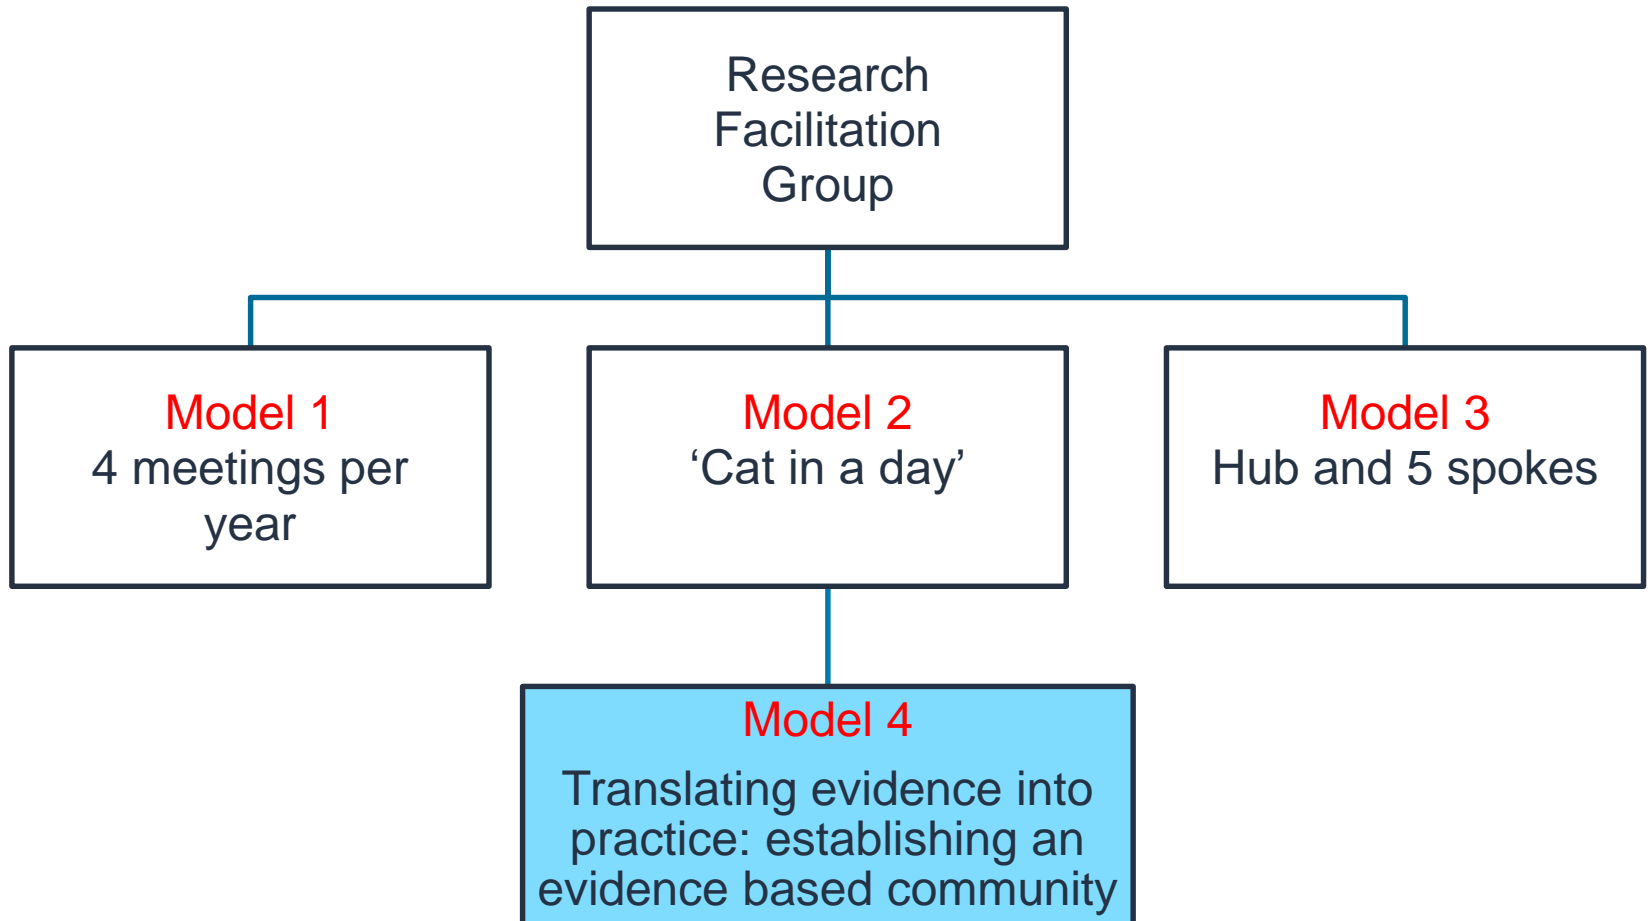 Research
Facilitation
Group
Model 1
4 meetings per
year
Model 2
‘Cat in a day’
Model 3
Hub and 5 spokes
Model 4
Translating evidence into
practice: establishing an
evidence based community